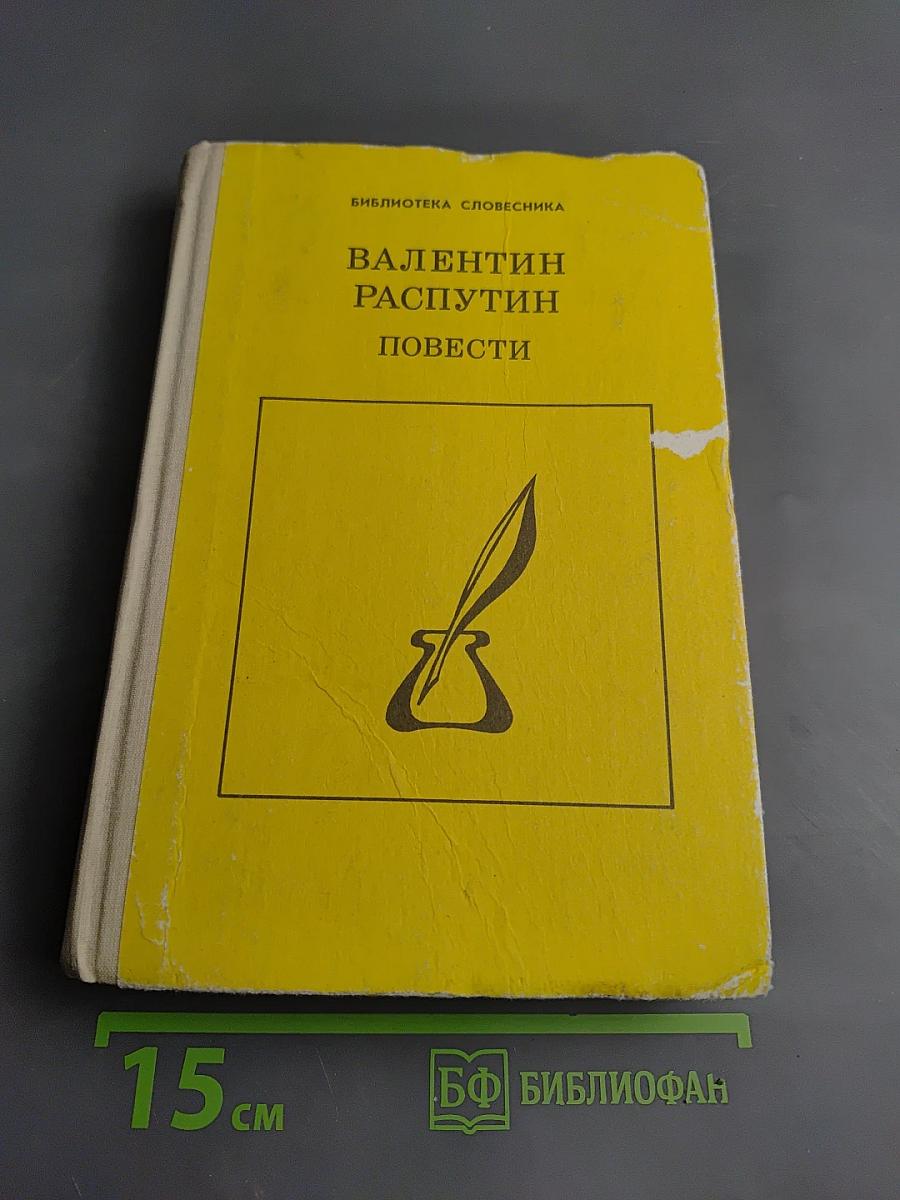 БИБЛИОТЕКА СЛОВЕСНИКА
ВАЛЕНТИН
РАСПУТИН
ПОВЕСТИ
15 см
БФ БИБЛИОФАН